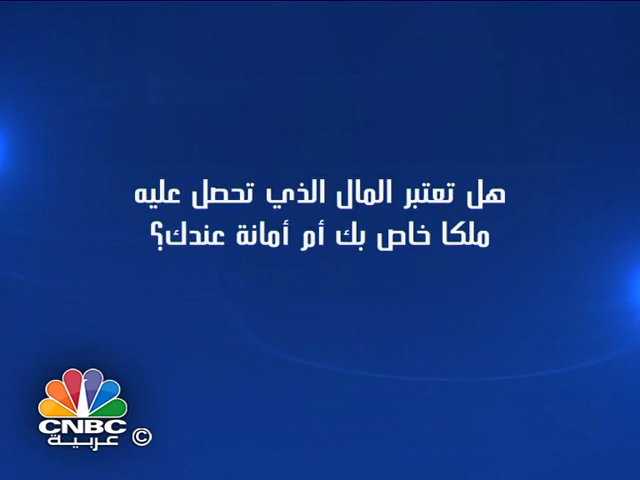 هل تعتبر المال الذي تحصل عليه
ملكا خاص بك أم أمانة عندك؟
CNBC
عربية ©